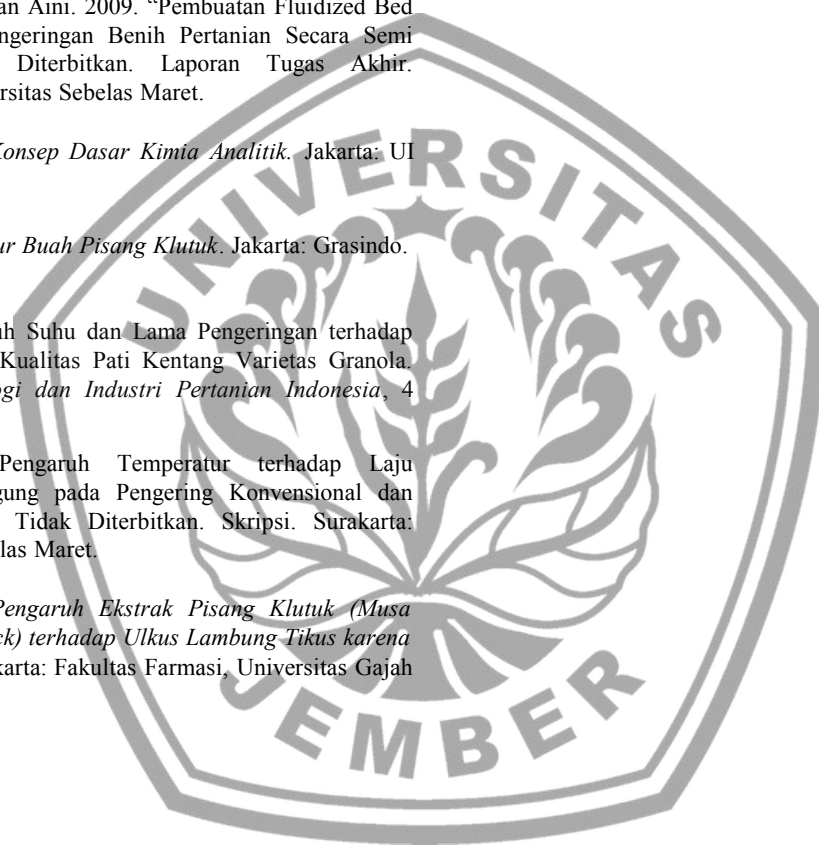 an Aini. 2009. “Pembuatan Fluidized Bed
ngeringan Benih Pertanian Secara Semi
Diterbitkan. Laporan Tugas Akhir.
rsitas Sebelas Maret.
Konsep Dasar Kimia Analitik. Jakarta: UI
ur Buah Pisang Klutuk. Jakarta: Grasindo.
uh Suhu dan Lama Pengeringan terhadap
Kualitas Pati Kentang Varietas Granola.
ogi dan Industri Pertanian Indonesia, 4
Pengaruh Temperatur terhadap Laju
gung pada Pengering Konvensional dan
Tidak Diterbitkan. Skripsi. Surakarta:
las Maret.
Pengaruh Ekstrak Pisang Klutuk (Musa
ck) terhadap Ulkus Lambung Tikus karena
karta: Fakultas Farmasi, Universitas Gajah
UNIVERSITAS
JEMBER